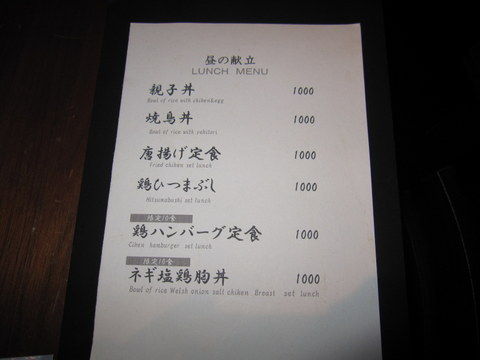 昼の献立
LUNCH MENU
親子丼 1000
Bowl of rice with chiken&egg
焼鳥丼 1000
Bowl of rice with yakitori
唐揚げ定食 1000
Fried chiken set lunch
鶏ひつまぶし 1000
Hitsumabushi set lunch
限定10食
鶏ハンバーグ定食 1000
Ciken hamburger set lunch
限定10食
ネギ塩鶏胸丼 1000
Bowl of rice Welsh onion salt chiken Breast set lunch